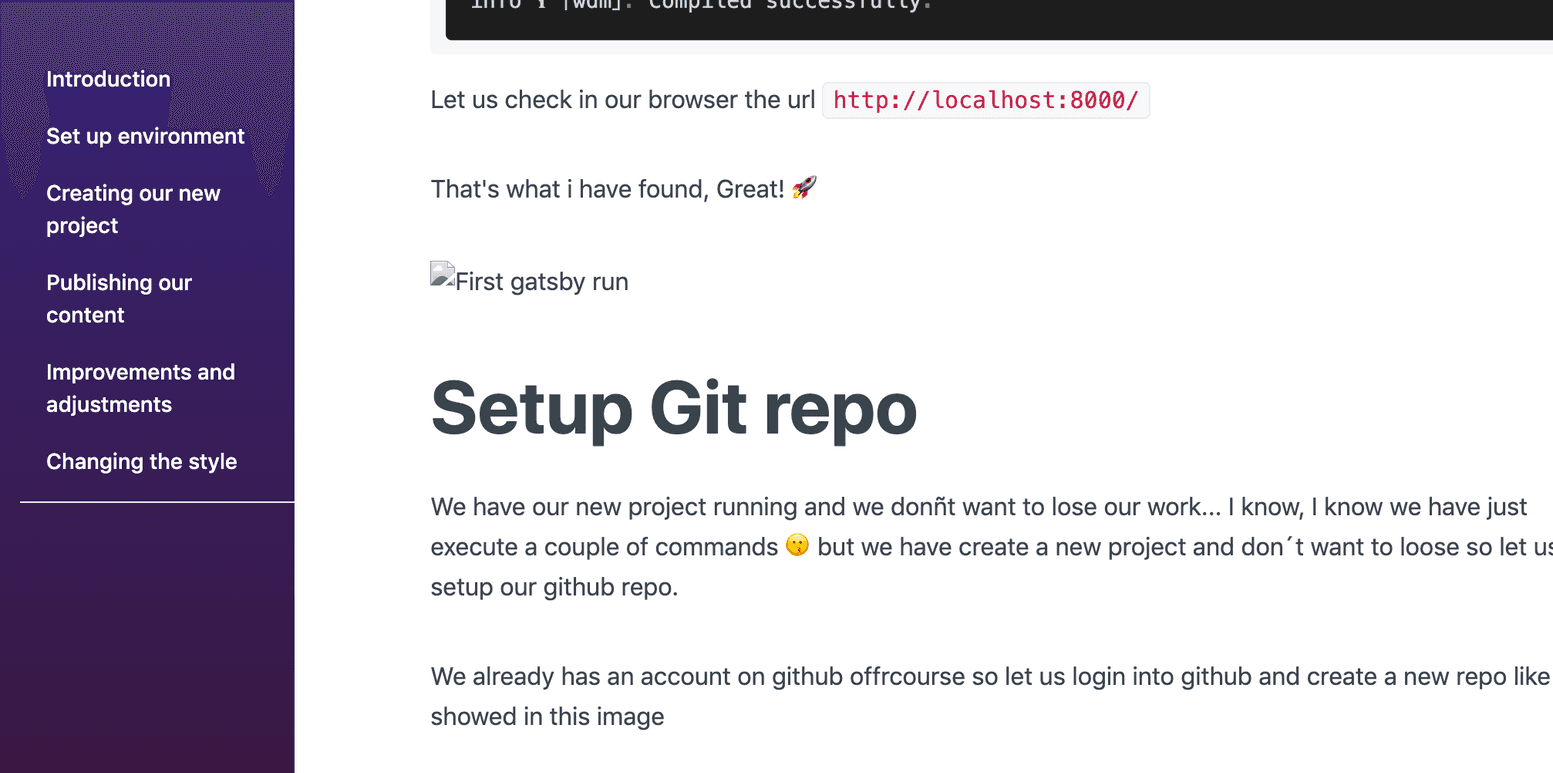 info ℹ ｢wdm｣: Compiled successfully.
Introduction
Set up environment
Creating our new
project
Publishing our
content
Improvements and
adjustments
Changing the style
Let us check in our browser the url http://localhost:8000/
That's what i have found, Great! 🚀
First gatsby run
Setup Git repo
We have our new project running and we donñt want to lose our work... I know, I know we have just
execute a couple of commands 😗 but we have create a new project and don´t want to loose so let us
setup our github repo.
We already has an account on github offrcourse so let us login into github and create a new repo like
showed in this image